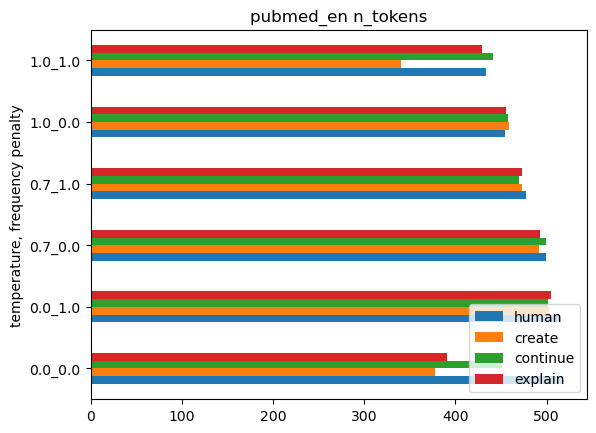 pubmed_en n_tokens
temperature, frequency penalty
1.0_1.0
1.0_0.0
0.7_1.0
0.7_0.0
0.0_1.0
0.0_0.0
human
create
continue
explain
0
100
200
300
400
500